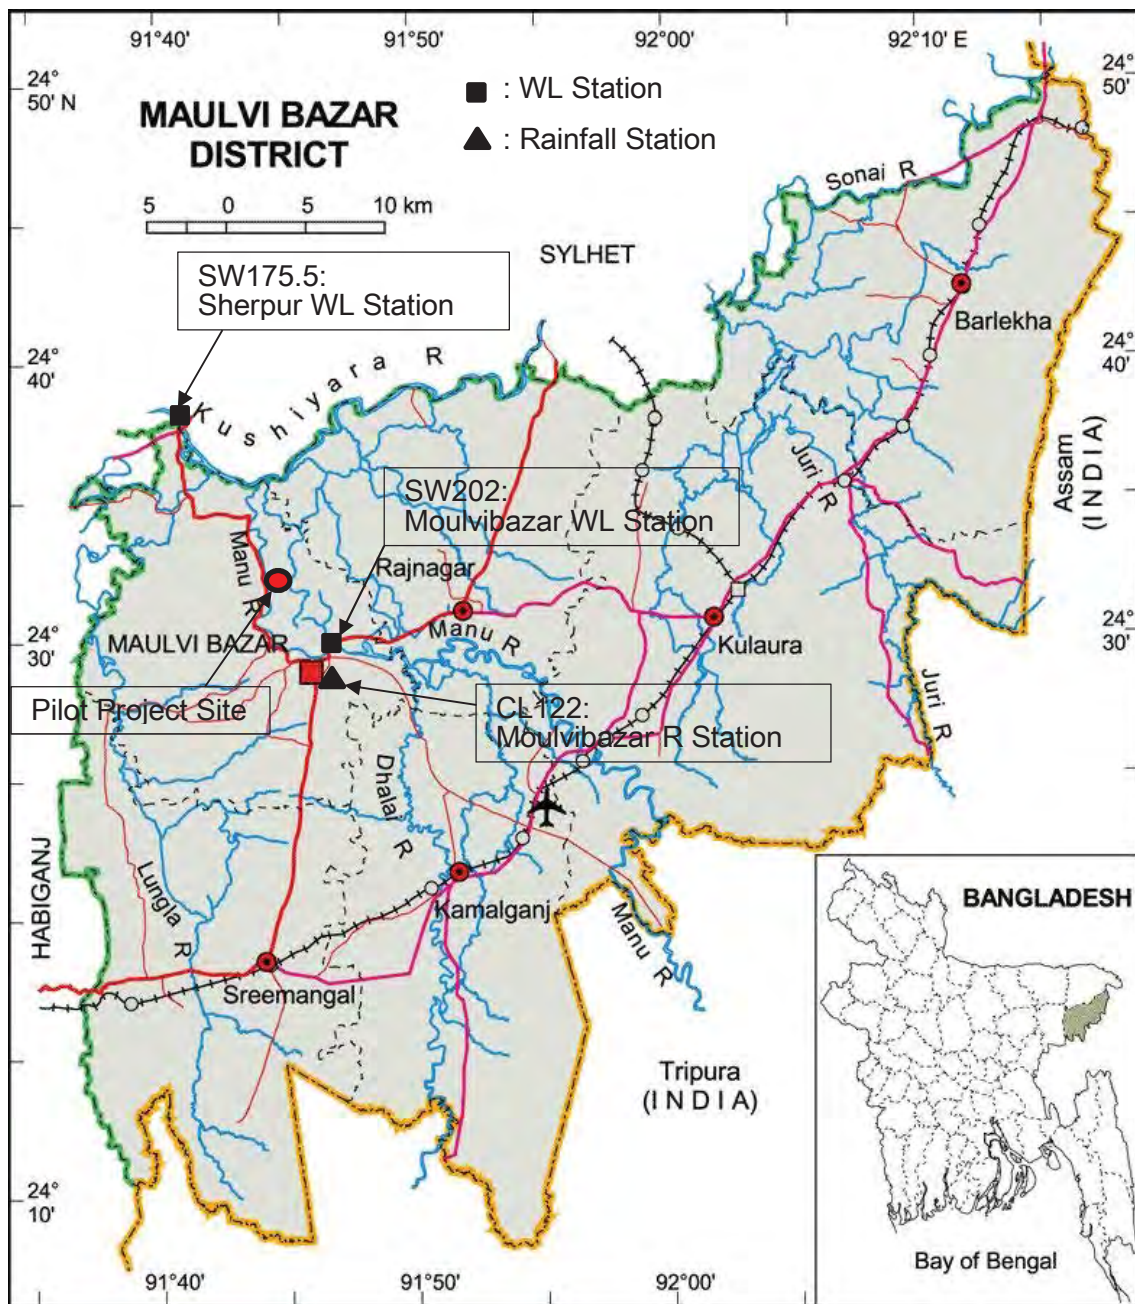 91°40' 91°50' 92°00' 92°10' E
24° 50' N
24° 50'
MAULVI BAZAR
DISTRICT
: WL Station
: Rainfall Station
5 0 5 10 km
Sonai R
SYLHET
SW175.5:
Sherpur WL Station
Barlekha
24° 40'
24° 40'
Kushiyara R
Assam
(INDIA)
Juri R
SW202:
Moulvibazar WL Station
Manu R
Rajnagar
Manu R
MAULVI BAZAR
Kulaura
24° 30'
24° 30'
Juri R
Pilot Project Site
CL122:
Moulvibazar R Station
Dhalai R
HABIGANJ
Lungla R
Kamalganj
Manu R
BANGLADESH
Sreemangal
Tripura
(INDIA)
24° 10'
Bay of Bengal
91°40' 91°50' 92°00'